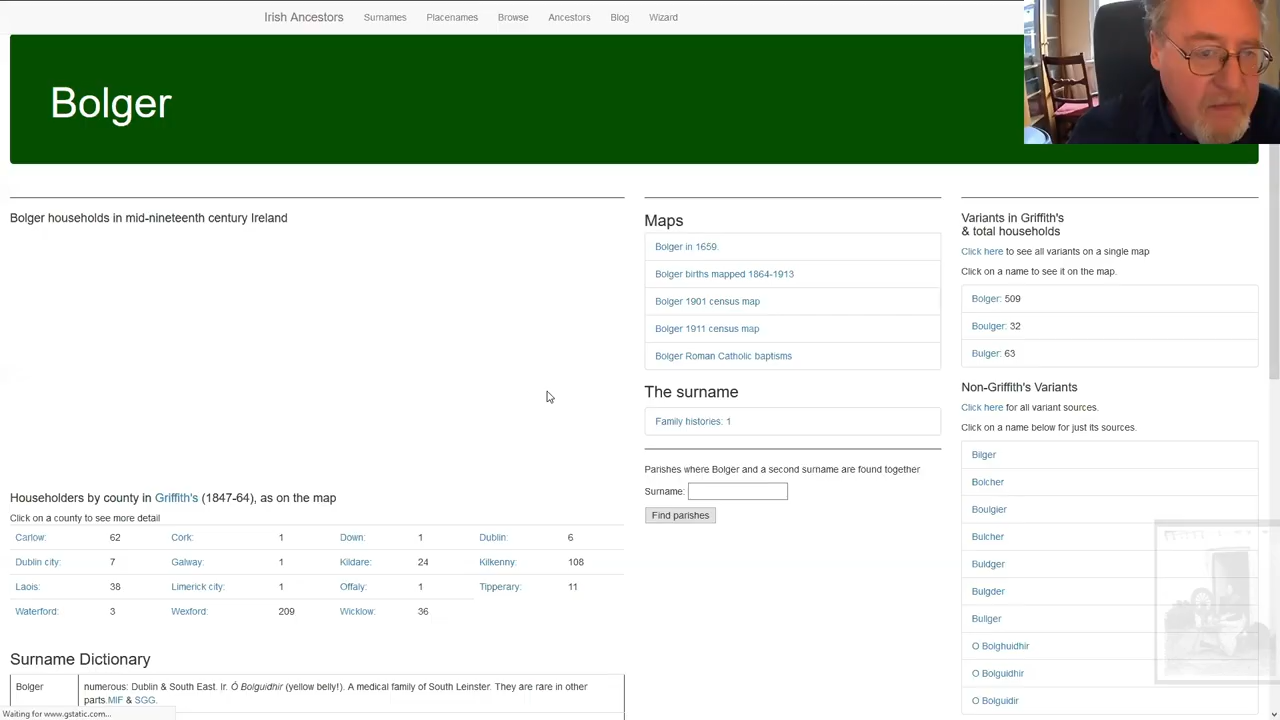 Irish Ancestors Surnames Placenames Browse Ancestors Blog Wizard
Bolger
Bolger households in mid-nineteenth century Ireland
Householders by county in Griffith's (1847-64), as on the map
Click on a county to see more detail
Carlow: 62 Cork: 1 Down: 1 Dublin: 6
Dublin city: 7 Galway: 1 Kildare: 24 Kilkenny: 108
Laois: 38 Limerick city: 1 Offaly: 1 Tipperary: 11
Waterford: 3 Wexford: 209 Wicklow: 36
Surname Dictionary
Bolger numerous: Dublin & South East. Ir. Ó Bolguidhir (yellow belly!). A medical family of South Leinster. They are rare in other
parts.MIF & SGG.
Waiting for www.gstatic.com...
Maps
Bolger in 1659.
Bolger births mapped 1864-1913
Bolger 1901 census map
Bolger 1911 census map
Bolger Roman Catholic baptisms
The surname
Family histories: 1
Parishes where Bolger and a second surname are found together
Surname:
Find parishes
Variants in Griffith's
& total households
Click here to see all variants on a single map
Click on a name to see it on the map.
Bolger: 509
Boulger: 32
Bulger: 63
Non-Griffith's Variants
Click here for all variant sources.
Click on a name below for just its sources.
Bilger
Bolcher
Boulgier
Bulcher
Buldger
Bulgder
Bullger
O Bolghuidhir
O Bolguidhir
O Bolguidir